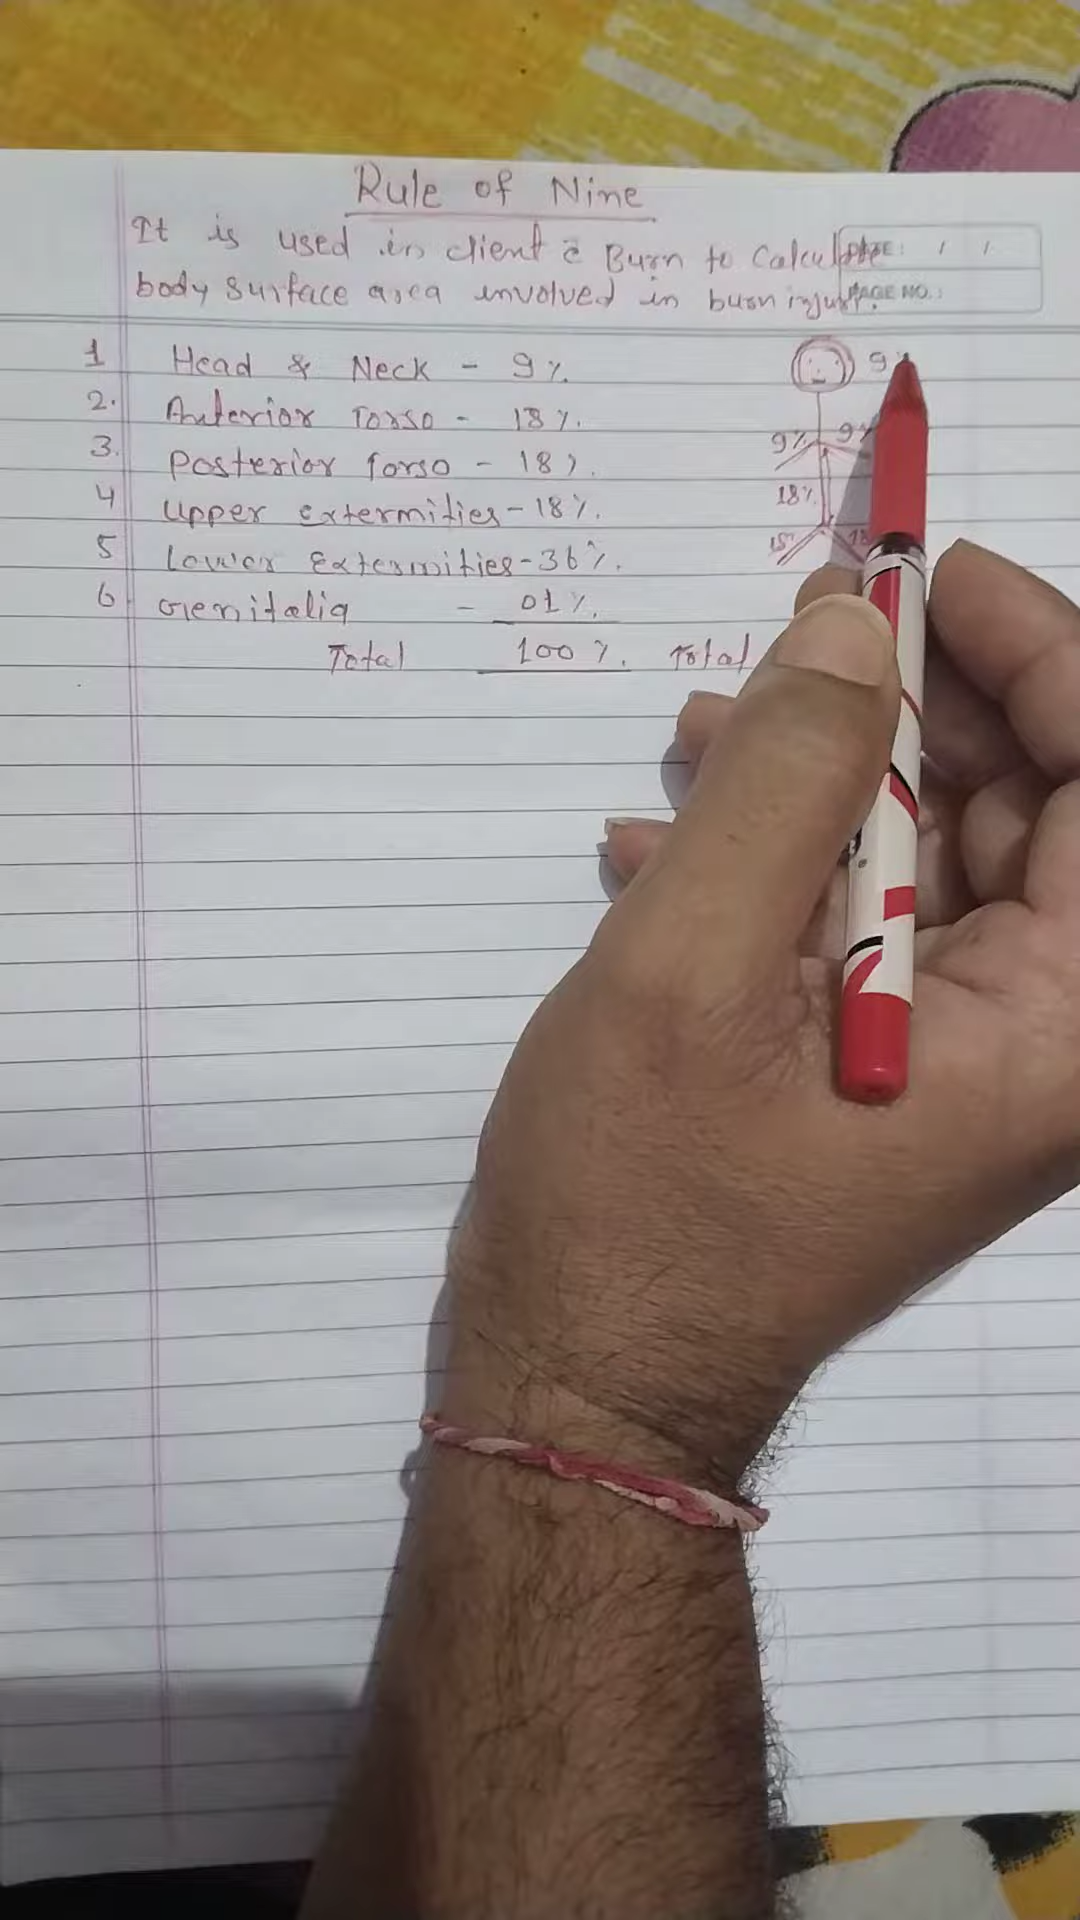 Rule of Nine
It is used in client c̄ Burn to Calculate
body surface area involved in burn injury.
DATE: / /
PAGE NO.:
1 Head & Neck - 9%.
2. Anterior Torso - 18%.
3. Posterior Torso - 18%.
4 Upper extermities - 18%.
5 Lower Extermities - 36%.
6 Genitalia - 01%.
Total 100%. Total
9%
9% 9%
18%
18% 18